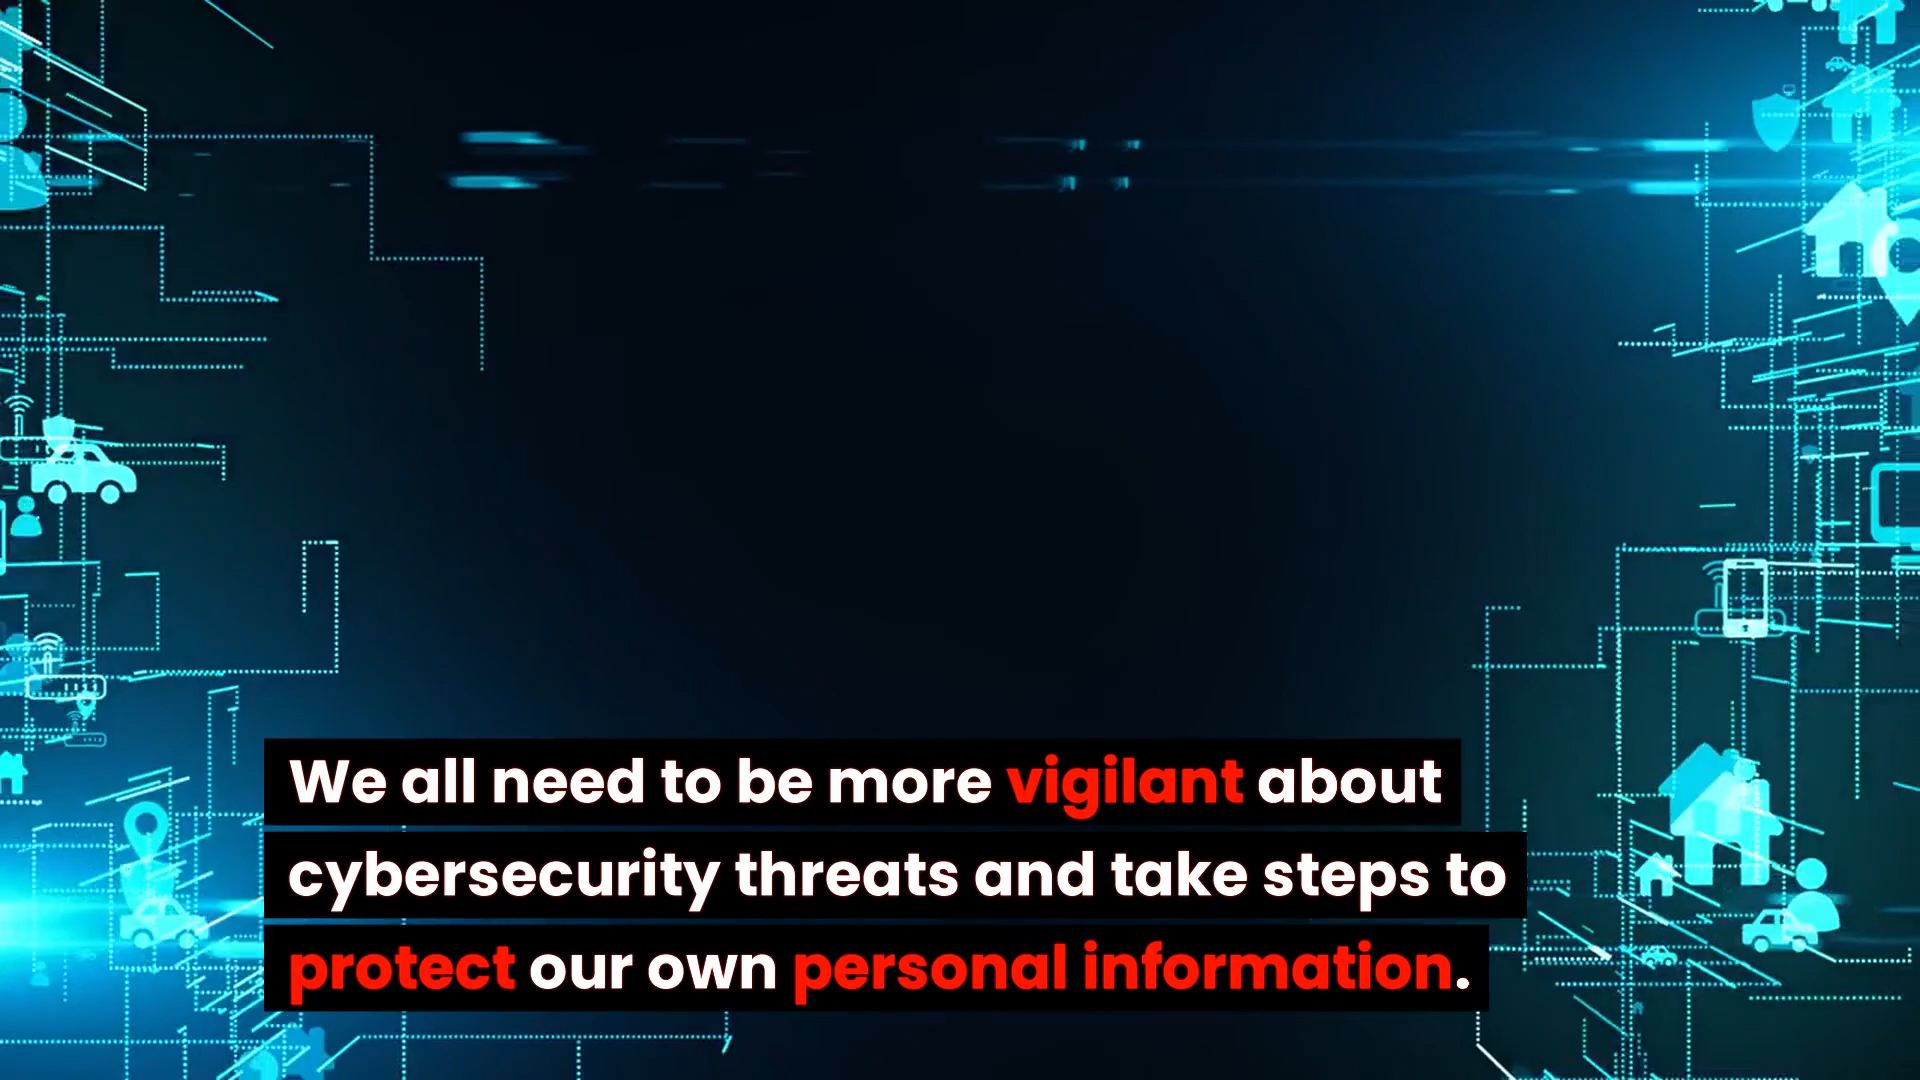 We all need to be more vigilant about
cybersecurity threats and take steps to
protect our own personal information.